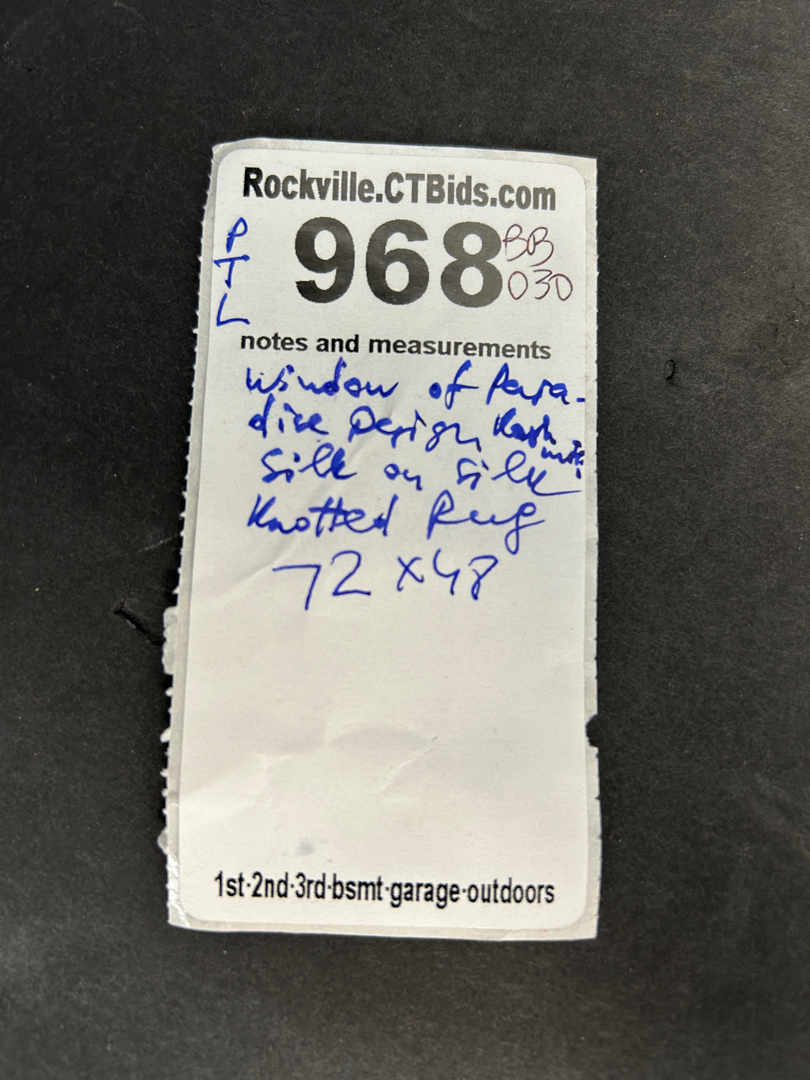 Rockville.CTBids.com
P
T
L
968
BB
030
notes and measurements
Window of Para-
dise Design, Kashmiri
Silk on Silk
Knotted Rug
72 x 48
1st·2nd·3rd·bsmt·garage·outdoors